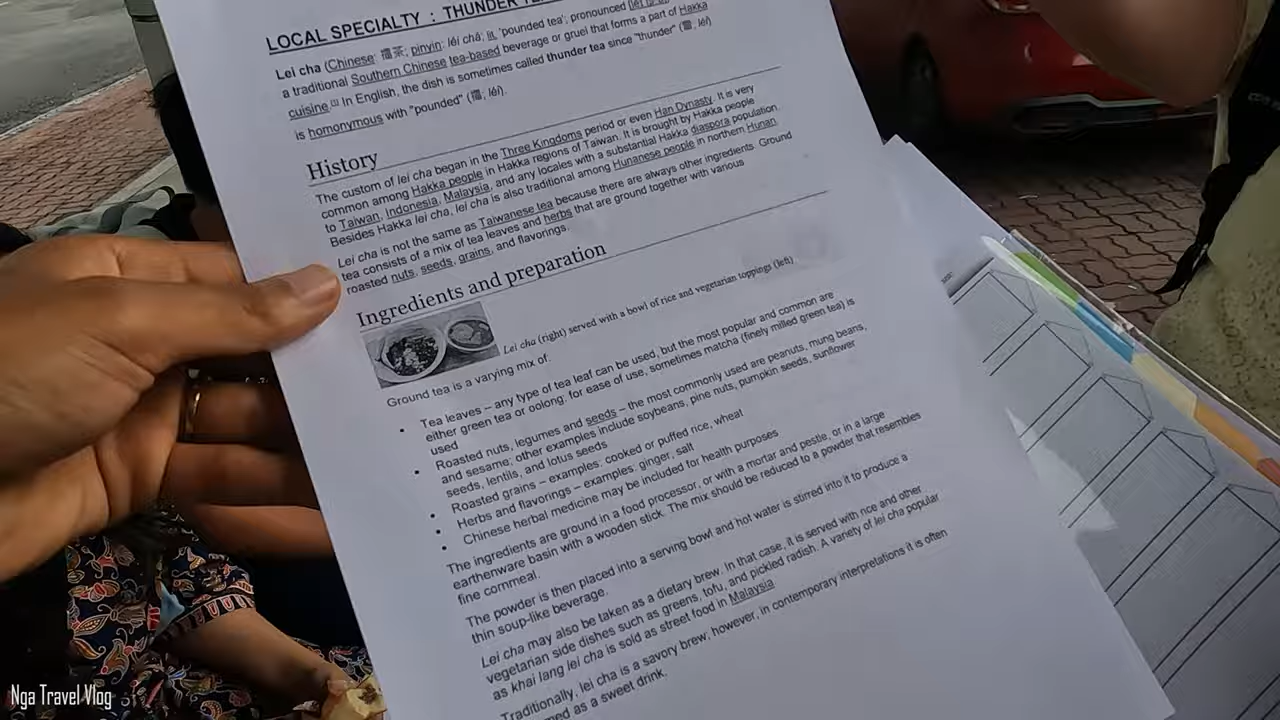 LOCAL SPECIALTY : THUNDER
Lei cha (Chinese: 擂茶; pinyin: léi chá; lit. 'pounded tea'; pronounced
a traditional Southern Chinese tea-based beverage or gruel that forms a part of Hakka
cuisine.[1] In English, the dish is sometimes called thunder tea since "thunder" (雷, léi)
is homonymous with "pounded" (擂, léi).
History
The custom of lei cha began in the Three Kingdoms period or even Han Dynasty. It is very
common among Hakka people in Hakka regions of Taiwan. It is brought by Hakka people
to Taiwan, Indonesia, Malaysia, and any locales with a substantial Hakka diaspora population.
Besides Hakka lei cha, lei cha is also traditional among Hunanese people in northern Hunan.
Lei cha is not the same as Taiwanese tea because there are always other ingredients. Ground
tea consists of a mix of tea leaves and herbs that are ground together with various
roasted nuts, seeds, grains, and flavorings.
Ingredients and preparation
Lei cha (right) served with a bowl of rice and vegetarian toppings (left)
Ground tea is a varying mix of:
• Tea leaves – any type of tea leaf can be used, but the most popular and common are
either green tea or oolong; for ease of use, sometimes matcha (finely milled green tea) is
used
• Roasted nuts, legumes and seeds – the most commonly used are peanuts, mung beans,
and sesame; other examples include soybeans, pine nuts, pumpkin seeds, sunflower
seeds, lentils, and lotus seeds
• Roasted grains – examples: cooked or puffed rice, wheat
• Herbs and flavorings – examples: ginger, salt
• Chinese herbal medicine may be included for health purposes
The ingredients are ground in a food processor, or with a mortar and pestle, or in a large
earthenware basin with a wooden stick. The mix should be reduced to a powder that resembles
fine cornmeal.
The powder is then placed into a serving bowl and hot water is stirred into it to produce a
thin soup-like beverage.
Lei cha may also be taken as a dietary brew. In that case, it is served with rice and other
vegetarian side dishes such as greens, tofu, and pickled radish. A variety of lei cha popular
as khai lang lei cha is sold as street food in Malaysia
Traditionally, lei cha is a savory brew; however, in contemporary interpretations it is often
as a sweet drink.
Nga Travel Vlog